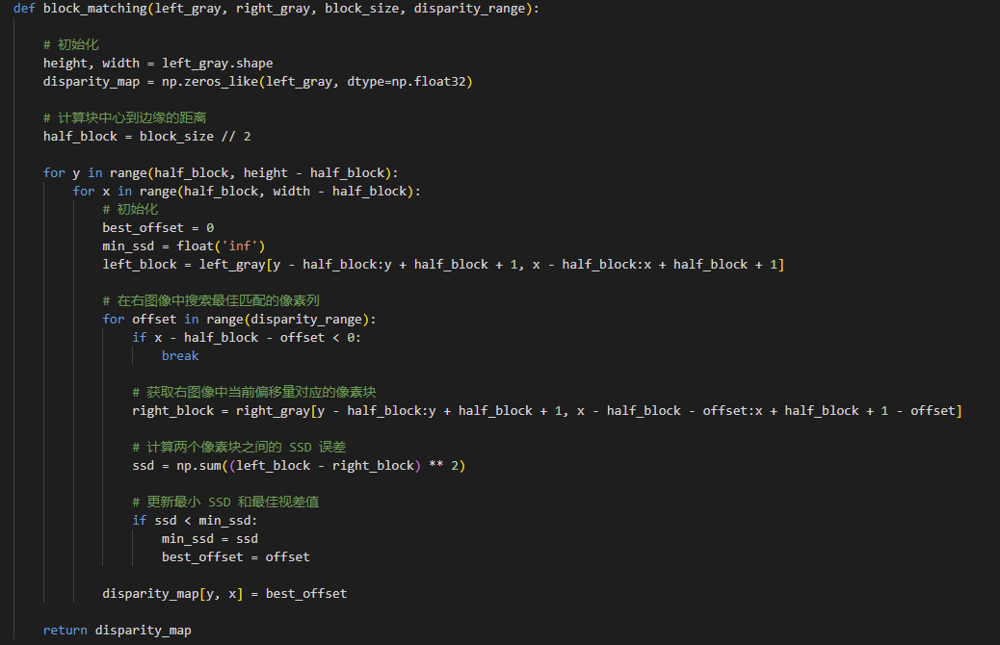 def block_matching(left_gray, right_gray, block_size, disparity_range):
# 初始化
height, width = left_gray.shape
disparity_map = np.zeros_like(left_gray, dtype=np.float32)
# 计算块中心到边缘的距离
half_block = block_size // 2
for y in range(half_block, height - half_block):
for x in range(half_block, width - half_block):
# 初始化
best_offset = 0
min_ssd = float('inf')
left_block = left_gray[y - half_block:y + half_block + 1, x - half_block:x + half_block + 1]
# 在右图像中搜索最佳匹配的像素列
for offset in range(disparity_range):
if x - half_block - offset < 0:
break
# 获取右图像中当前偏移量对应的像素块
right_block = right_gray[y - half_block:y + half_block + 1, x - half_block - offset:x + half_block + 1 - offset]
# 计算两个像素块之间的 SSD 误差
ssd = np.sum((left_block - right_block) ** 2)
# 更新最小 SSD 和最佳视差值
if ssd < min_ssd:
min_ssd = ssd
best_offset = offset
disparity_map[y, x] = best_offset
return disparity_map